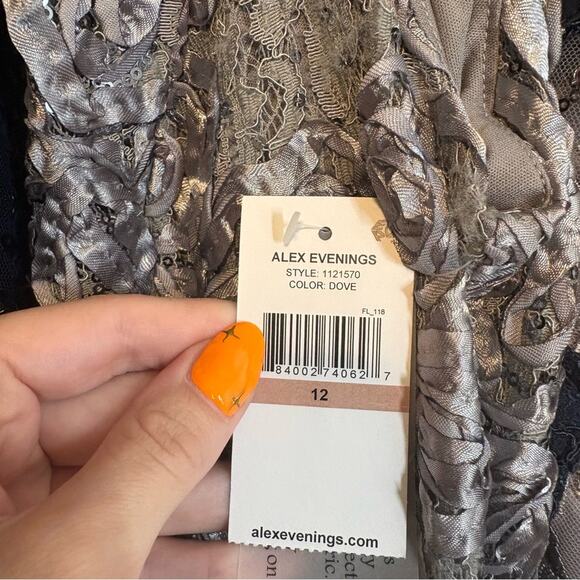 ALEX EVENINGS
STYLE: 1121570
COLOR: DOVE
FL_118
84002 74062 7
12
alexevenings.com